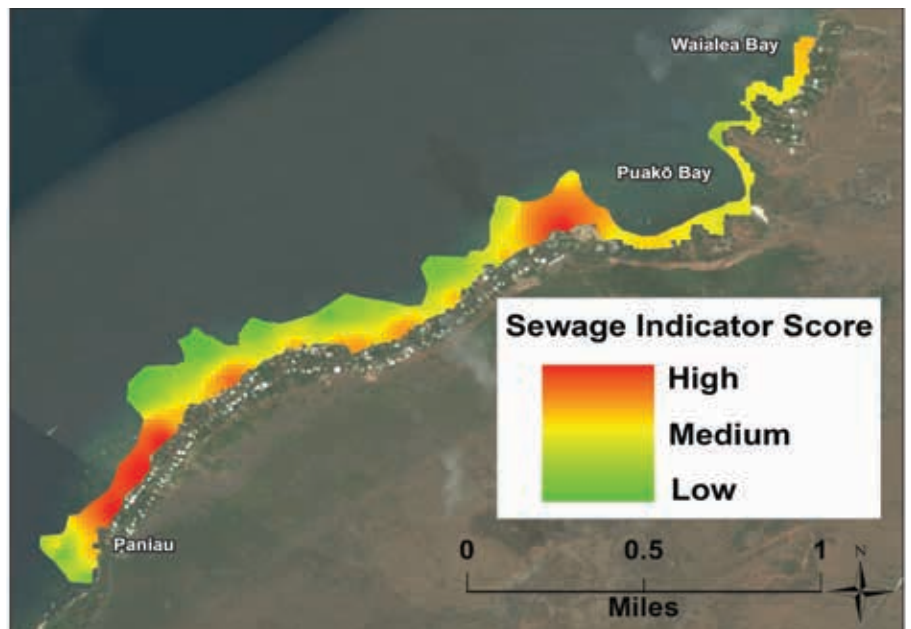 Waialea Bay
Puakō Bay
Sewage Indicator Score
High
Medium
Low
Paniau
0 0.5 1
Miles
N